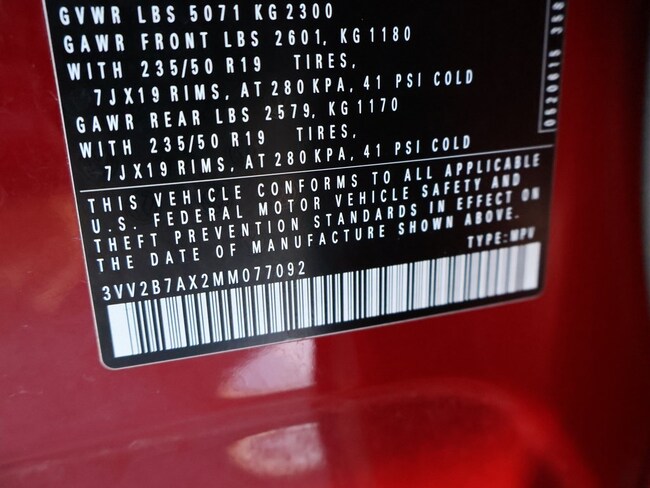 GVWR LBS 5071 KG 2300
GAWR FRONT LBS 2601, KG 1180
WITH 235/50 R19 TIRES,
7JX19 RIMS, AT 280 KPA, 41 PSI COLD
GAWR REAR LBS 2579, KG 1170
WITH 235/50 R19 TIRES,
7JX19 RIMS, AT 280 KPA, 41 PSI COLD
THIS VEHICLE CONFORMS TO ALL APPLICABLE
U.S. FEDERAL MOTOR VEHICLE SAFETY AND
THEFT PREVENTION STANDARDS IN EFFECT ON
THE DATE OF MANUFACTURE SHOWN ABOVE.
TYPE:MPV
3VV2B7AX2MM077092